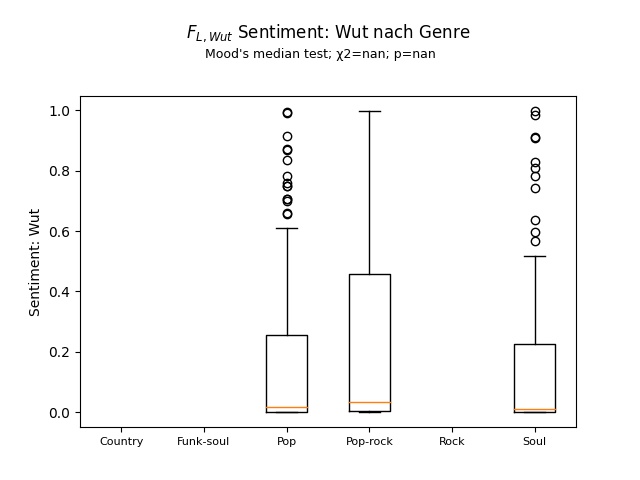 F_L,Wut Sentiment: Wut nach Genre
Mood's median test; χ2=nan; p=nan
1.0
0.8
0.6
0.4
0.2
0.0
Sentiment: Wut
Country Funk-soul Pop Pop-rock Rock Soul